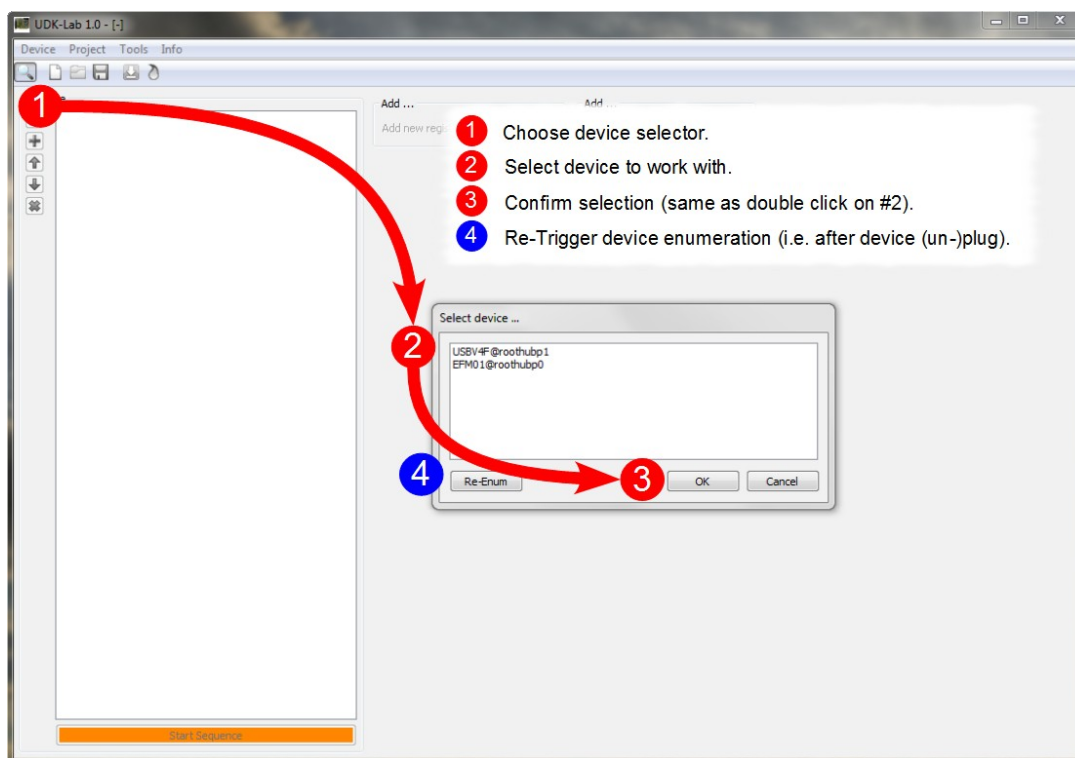 UDK-Lab 1.0 - [-]
Device Project Tools Info
1
Add ...
Add ...
Add new
1 Choose device selector.
2 Select device to work with.
3 Confirm selection (same as double click on #2).
4 Re-Trigger device enumeration (i.e. after device (un-)plug).
Select device ...
2
USBV4F@roothubp1
EFM01@roothubp0
4
Re-Enum
3
OK
Cancel
Start Sequence